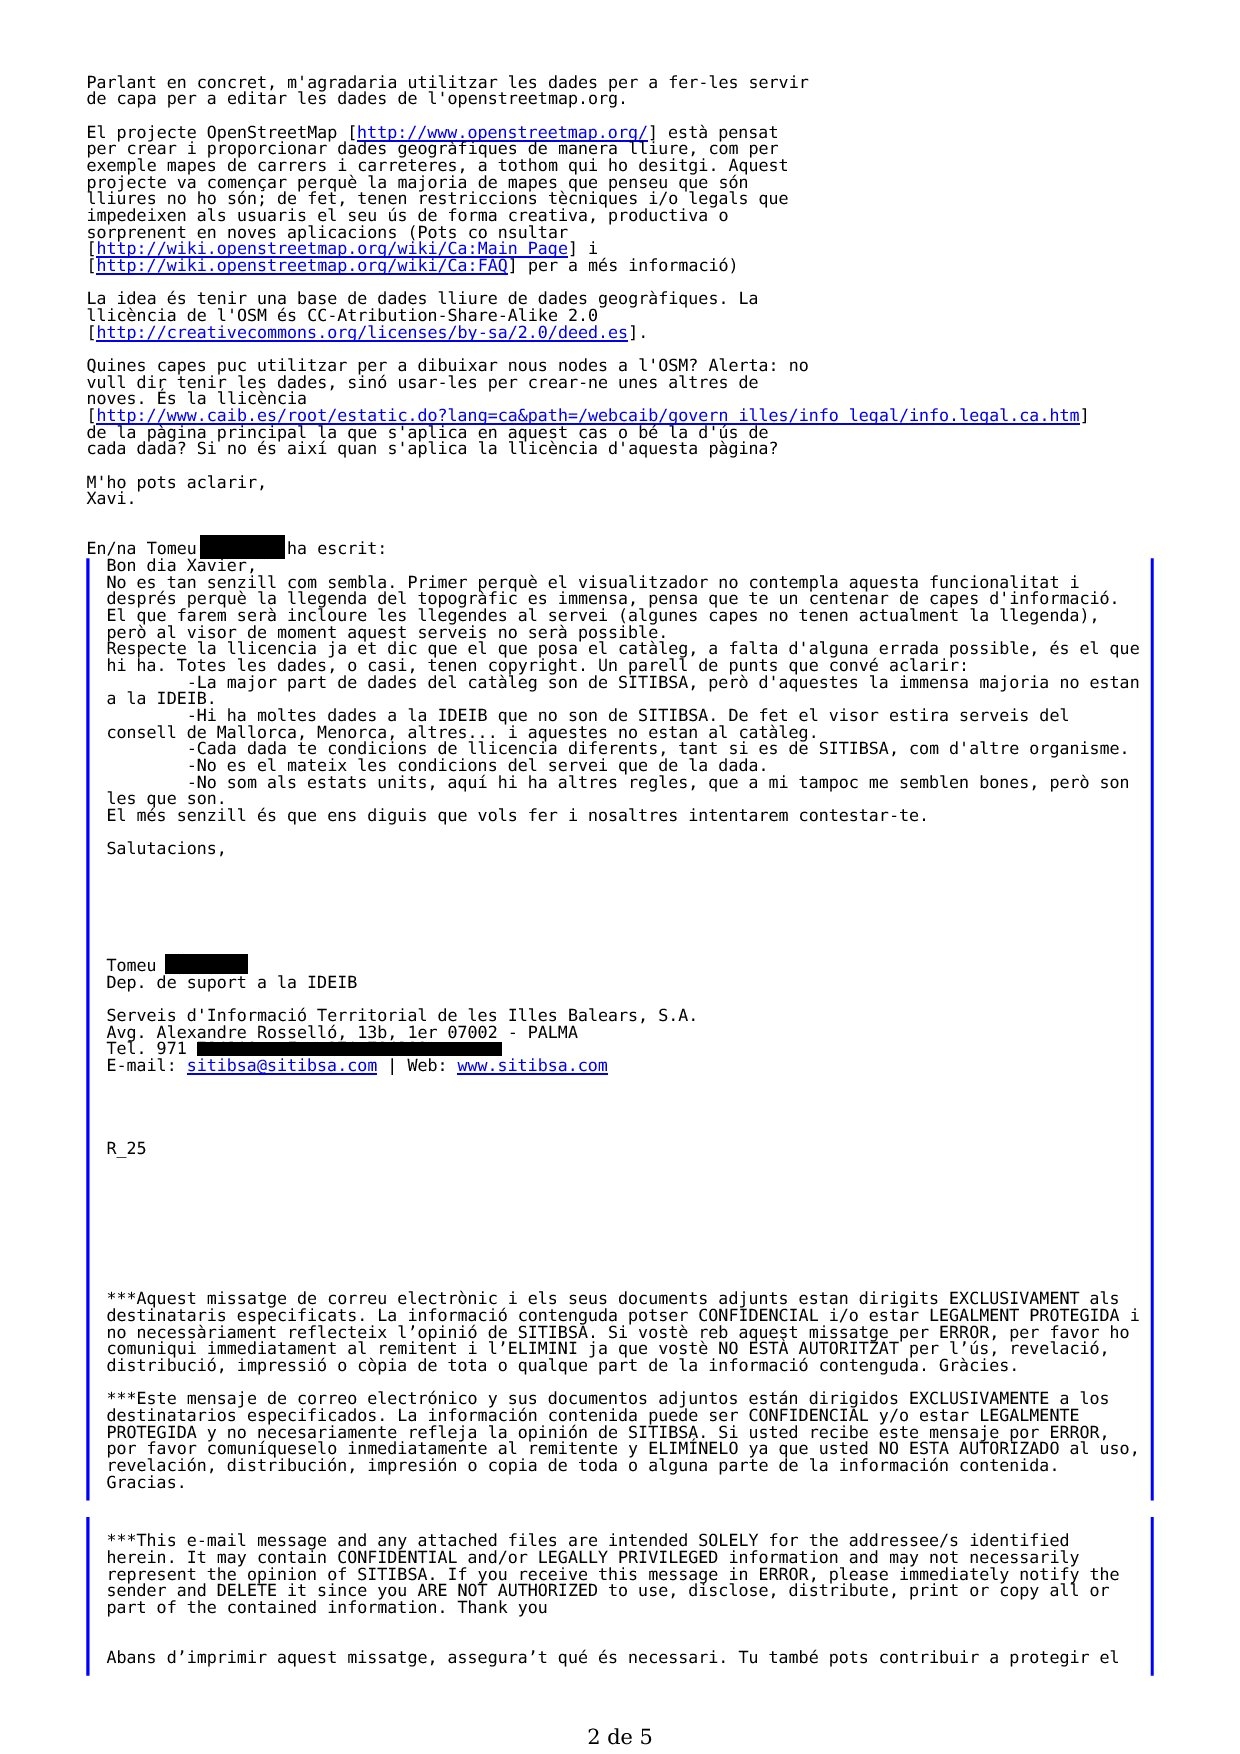 Parlant en concret, m'agradaria utilitzar les dades per a fer-les servir
de capa per a editar les dades de l'openstreetmap.org.
El projecte OpenStreetMap [http://www.openstreetmap.org/] està pensat
per crear i proporcionar dades geogràfiques de manera lliure, com per
exemple mapes de carrers i carreteres, a tothom qui ho desitgi. Aquest
projecte va començar perquè la majoria de mapes que penseu que són
lliures no ho són; de fet, tenen restriccions tècniques i/o legals que
impedeixen als usuaris el seu ús de forma creativa, productiva o
sorprenent en noves aplicacions (Pots co nsultar
[http://wiki.openstreetmap.org/wiki/Ca:Main_Page] i
[http://wiki.openstreetmap.org/wiki/Ca:FAQ] per a més informació)
La idea és tenir una base de dades lliure de dades geogràfiques. La
llicència de l'OSM és CC-Atribution-Share-Alike 2.0
[http://creativecommons.org/licenses/by-sa/2.0/deed.es].
Quines capes puc utilitzar per a dibuixar nous nodes a l'OSM? Alerta: no
vull dir tenir les dades, sinó usar-les per crear-ne unes altres de
noves. És la llicència
[http://www.caib.es/root/estatic.do?lang=ca&path=/webcaib/govern_illes/info_legal/info.legal.ca.htm]
de la pàgina principal la que s'aplica en aquest cas o bé la d'ús de
cada dada? Si no és així quan s'aplica la llicència d'aquesta pàgina?
M'ho pots aclarir,
Xavi.
En/na Tomeu ha escrit:
Bon dia Xavier,
No es tan senzill com sembla. Primer perquè el visualitzador no contempla aquesta funcionalitat i
després perquè la llegenda del topogràfic es immensa, pensa que te un centenar de capes d'informació.
El que farem serà incloure les llegendes al servei (algunes capes no tenen actualment la llegenda),
però al visor de moment aquest serveis no serà possible.
Respecte la llicencia ja et dic que el que posa el catàleg, a falta d'alguna errada possible, és el que
hi ha. Totes les dades, o casi, tenen copyright. Un parell de punts que convé aclarir:
-La major part de dades del catàleg son de SITIBSA, però d'aquestes la immensa majoria no estan
a la IDEIB.
-Hi ha moltes dades a la IDEIB que no son de SITIBSA. De fet el visor estira serveis del
consell de Mallorca, Menorca, altres... i aquestes no estan al catàleg.
-Cada dada te condicions de llicencia diferents, tant si es de SITIBSA, com d'altre organisme.
-No es el mateix les condicions del servei que de la dada.
-No som als estats units, aquí hi ha altres regles, que a mi tampoc me semblen bones, però son
les que son.
El més senzill és que ens diguis que vols fer i nosaltres intentarem contestar-te.
Salutacions,
Tomeu
Dep. de suport a la IDEIB
Serveis d'Informació Territorial de les Illes Balears, S.A.
Avg. Alexandre Rosselló, 13b, 1er 07002 - PALMA
Tel. 971
E-mail: sitibsa@sitibsa.com | Web: www.sitibsa.com
R_25
***Aquest missatge de correu electrònic i els seus documents adjunts estan dirigits EXCLUSIVAMENT als
destinataris especificats. La informació contenguda potser CONFIDENCIAL i/o estar LEGALMENT PROTEGIDA i
no necessàriament reflecteix l’opinió de SITIBSA. Si vostè reb aquest missatge per ERROR, per favor ho
comuniqui immediatament al remitent i l’ELIMINI ja que vostè NO ESTÀ AUTORITZAT per l’ús, revelació,
distribució, impressió o còpia de tota o qualque part de la informació contenguda. Gràcies.
***Este mensaje de correo electrónico y sus documentos adjuntos están dirigidos EXCLUSIVAMENTE a los
destinatarios especificados. La información contenida puede ser CONFIDENCIAL y/o estar LEGALMENTE
PROTEGIDA y no necesariamente refleja la opinión de SITIBSA. Si usted recibe este mensaje por ERROR,
por favor comuníqueselo inmediatamente al remitente y ELIMÍNELO ya que usted NO ESTA AUTORIZADO al uso,
revelación, distribución, impresión o copia de toda o alguna parte de la información contenida.
Gracias.
***This e-mail message and any attached files are intended SOLELY for the addressee/s identified
herein. It may contain CONFIDENTIAL and/or LEGALLY PRIVILEGED information and may not necessarily
represent the opinion of SITIBSA. If you receive this message in ERROR, please immediately notify the
sender and DELETE it since you ARE NOT AUTHORIZED to use, disclose, distribute, print or copy all or
part of the contained information. Thank you
Abans d’imprimir aquest missatge, assegura’t qué és necessari. Tu també pots contribuir a protegir el
2 de 5